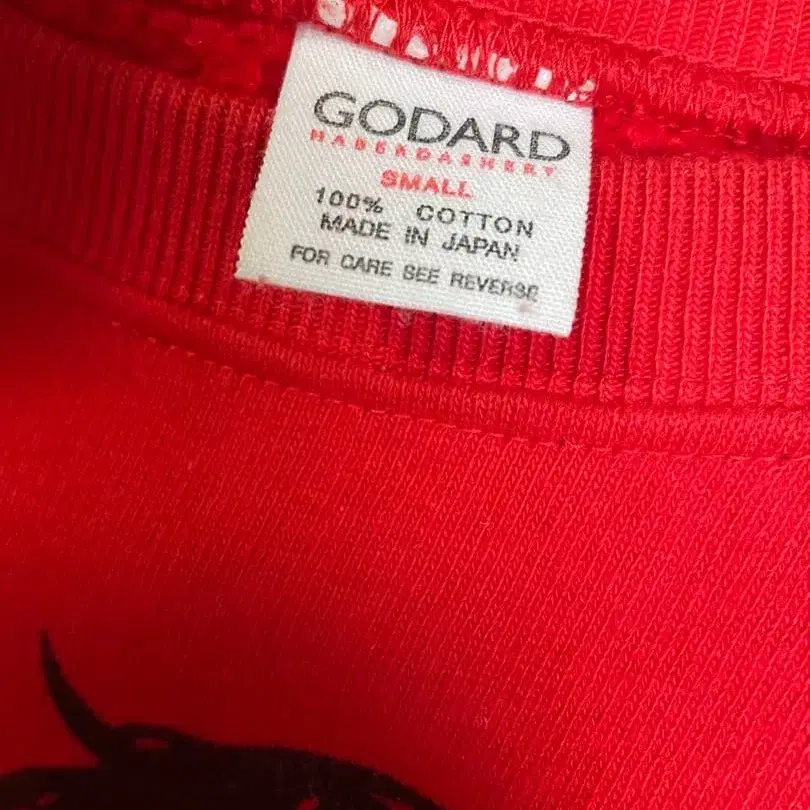 GODARD
HABERDASHERY
SMALL
100% COTTON
MADE IN JAPAN
FOR CARE SEE REVERSE